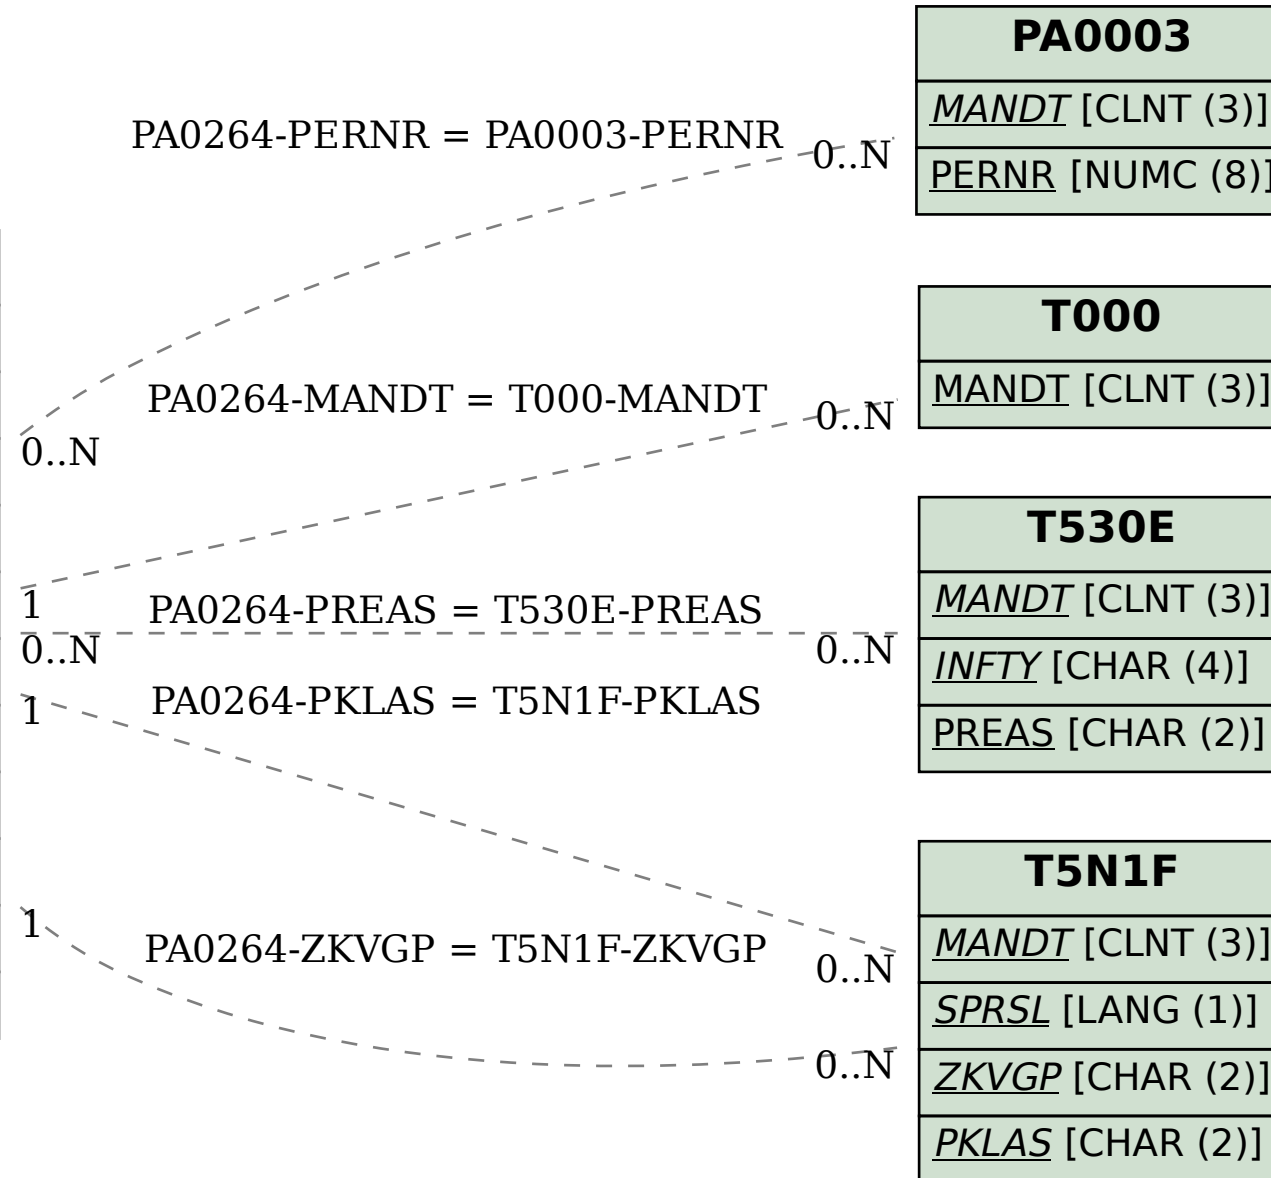 PA0003
MANDT [CLNT (3)]
PERNR [NUMC (8)]
PA0264-PERNR = PA0003-PERNR
0..N
0..N
T000
MANDT [CLNT (3)]
PA0264-MANDT = T000-MANDT
0..N
1
T530E
MANDT [CLNT (3)]
INFTY [CHAR (4)]
PREAS [CHAR (2)]
PA0264-PREAS = T530E-PREAS
0..N
0..N
PA0264-PKLAS = T5N1F-PKLAS
1
0..N
T5N1F
MANDT [CLNT (3)]
SPRSL [LANG (1)]
ZKVGP [CHAR (2)]
PKLAS [CHAR (2)]
PA0264-ZKVGP = T5N1F-ZKVGP
1
0..N